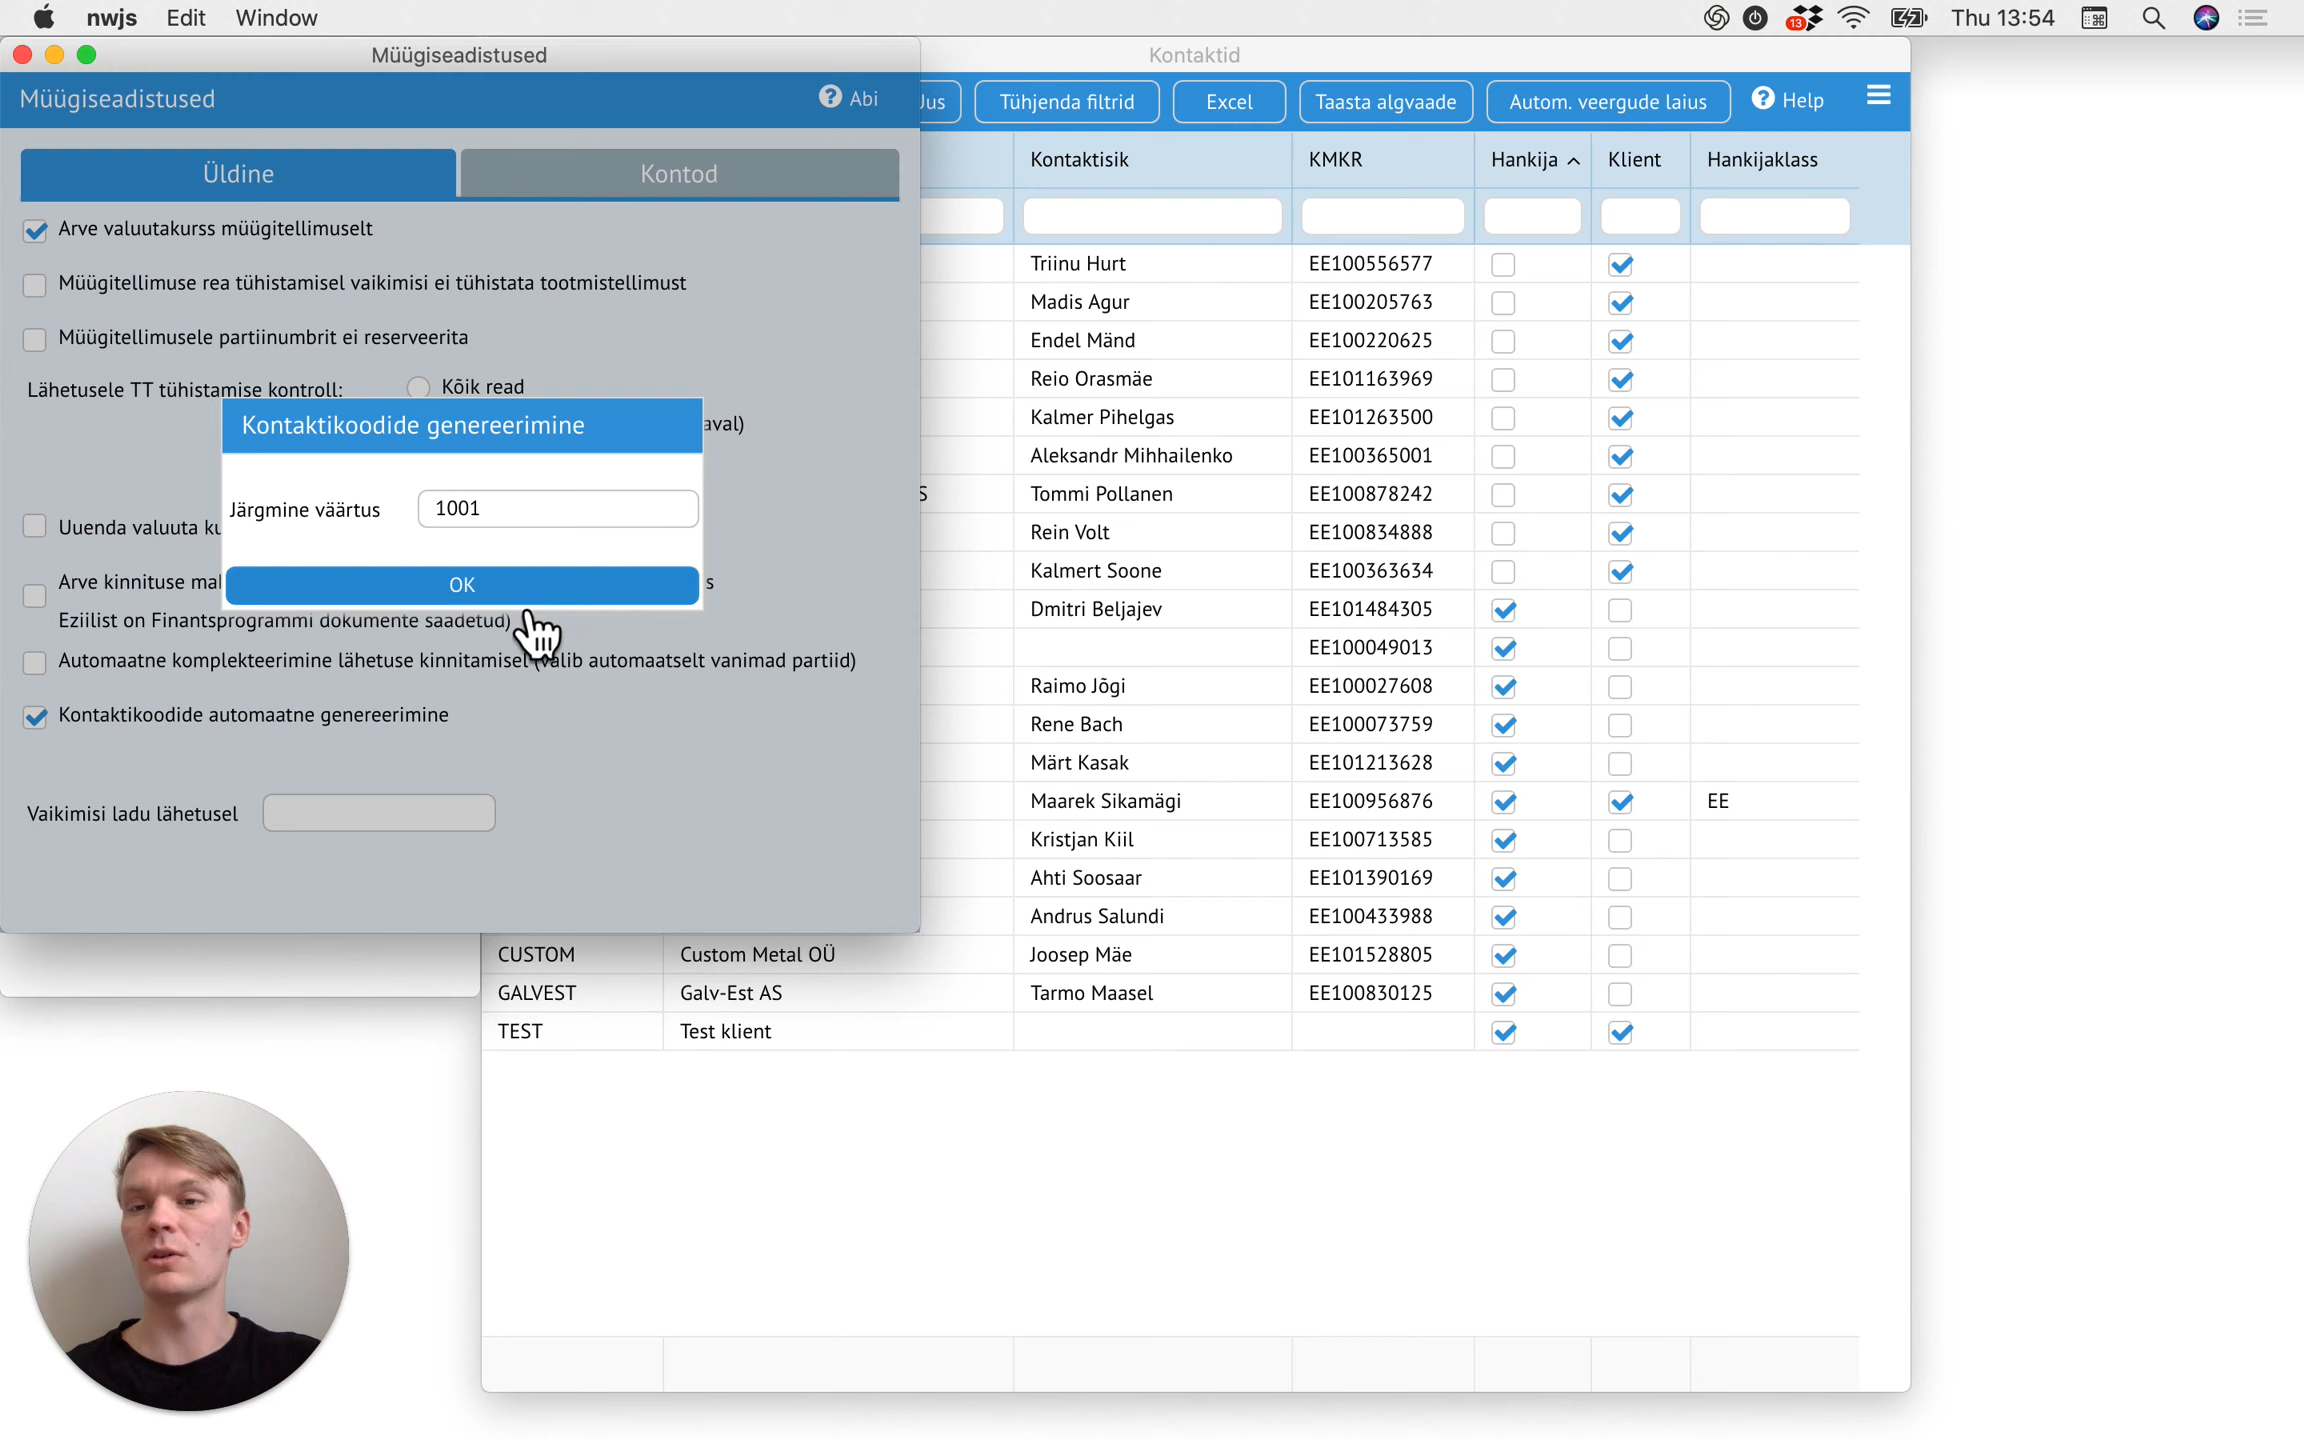 nwjs Edit Window
13
Thu 13:54
Müügiseadistused
Müügiseadistused
Abi
Üldine Kontod
Arve valuutakurss müügitellimuselt
Müügitellimuse rea tühistamisel vaikimisi ei tühistata tootmistellimust
Müügitellimusele partiinumbrit ei reserveerita
Lähetusele TT tühistamise kontroll: Kõik read
aval)
Kontaktikoodide genereerimine
Järgmine väärtus 1001
OK
Uuenda valuuta ku
Arve kinnituse mal s
Eziilist on Finantsprogrammi dokumente saadetud)
Automaatne komplekteerimine lähetuse kinnitamisel (valib automaatselt vanimad partiid)
Kontaktikoodide automaatne genereerimine
Vaikimisi ladu lähetusel
Kontaktid
Tühjenda filtrid Excel Taasta algvaade Autom. veergude laius Help
Kontaktisik KMKR Hankija Klient Hankijaklass
Triinu Hurt EE100556577
Madis Agur EE100205763
Endel Mänd EE100220625
Reio Orasmäe EE101163969
Kalmer Pihelgas EE101263500
Aleksandr Mihhailenko EE100365001
S Tommi Pollanen EE100878242
Rein Volt EE100834888
Kalmert Soone EE100363634
Dmitri Beljajev EE101484305
EE100049013
Raimo Jõgi EE100027608
Rene Bach EE100073759
Märt Kasak EE101213628
Maarek Sikamägi EE100956876 EE
Kristjan Kiil EE100713585
Ahti Soosaar EE101390169
Andrus Salundi EE100433988
CUSTOM Custom Metal OÜ Joosep Mäe EE101528805
GALVEST Galv-Est AS Tarmo Maasel EE100830125
TEST Test klient